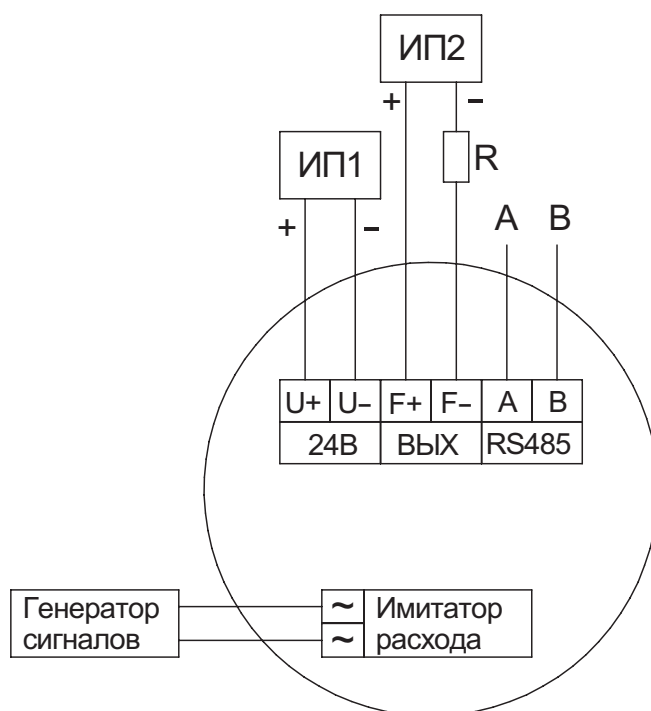 ИП2
+ −
R
ИП1
+ −
A B
U+ U− F+ F− A B
24В ВЫХ RS485
Генератор
сигналов
~ Имитатор
~ расхода